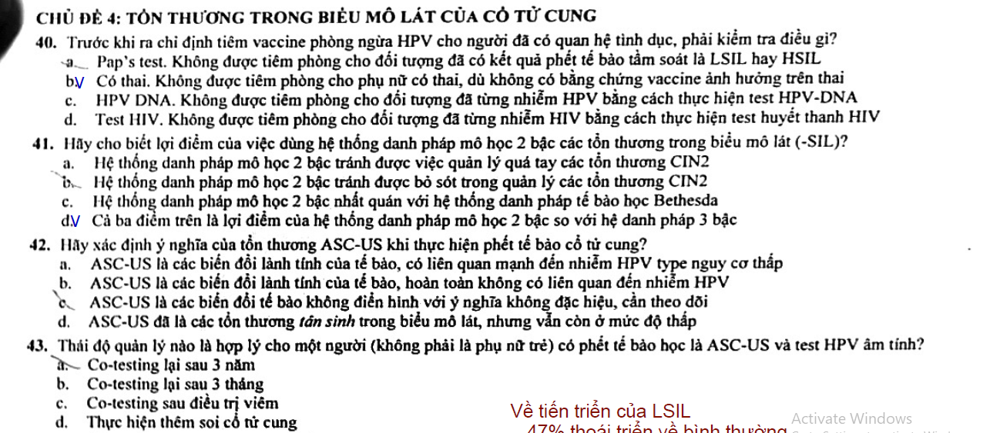 CHỦ ĐỀ 4: TỔN THƯƠNG TRONG BIỂU MÔ LÁT CỦA CỔ TỬ CUNG
40. Trước khi ra chỉ định tiêm vaccine phòng ngừa HPV cho người đã có quan hệ tình dục, phải kiểm tra điều gì?
a. Pap's test. Không được tiêm phòng cho đối tượng đã có kết quả phết tế bào tầm soát là LSIL hay HSIL
b. V Có thai. Không được tiêm phòng cho phụ nữ có thai, dù không có bằng chứng vaccine ảnh hưởng trên thai
c. HPV DNA. Không được tiêm phòng cho đối tượng đã từng nhiễm HPV bằng cách thực hiện test HPV-DNA
d. Test HIV. Không được tiêm phòng cho đối tượng đã từng nhiễm HIV bằng cách thực hiện test huyết thanh HIV
41. Hãy cho biết lợi điểm của việc dùng hệ thống danh pháp mô học 2 bậc các tổn thương trong biểu mô lát (-SIL)?
a. Hệ thống danh pháp mô học 2 bậc tránh được việc quản lý quá tay các tổn thương CIN2
b. Hệ thống danh pháp mô học 2 bậc tránh được bỏ sót trong quản lý các tổn thương CIN2
c. Hệ thống danh pháp mô học 2 bậc nhất quán với hệ thống danh pháp tế bào học Bethesda
d. V Cả ba điểm trên là lợi điểm của hệ thống danh pháp mô học 2 bậc so với hệ danh pháp 3 bậc
42. Hãy xác định ý nghĩa của tổn thương ASC-US khi thực hiện phết tế bào cổ tử cung?
a. ASC-US là các biến đổi lành tính của tế bào, có liên quan mạnh đến nhiễm HPV type nguy cơ thấp
b. ASC-US là các biến đổi lành tính của tế bào, hoàn toàn không có liên quan đến nhiễm HPV
c. ASC-US là các biến đổi tế bào không điển hình với ý nghĩa không đặc hiệu, cần theo dõi
d. ASC-US đã là các tổn thương tân sinh trong biểu mô lát, nhưng vẫn còn ở mức độ thấp
43. Thái độ quản lý nào là hợp lý cho một người (không phải là phụ nữ trẻ) có phết tế bào học là ASC-US và test HPV âm tính?
a. Co-testing lại sau 3 năm
b. Co-testing lại sau 3 tháng
c. Co-testing sau điều trị viêm
d. Thực hiện thêm soi cổ tử cung
Về tiến triển của LSIL
47% thoái triển về bình thường
Activate Windows